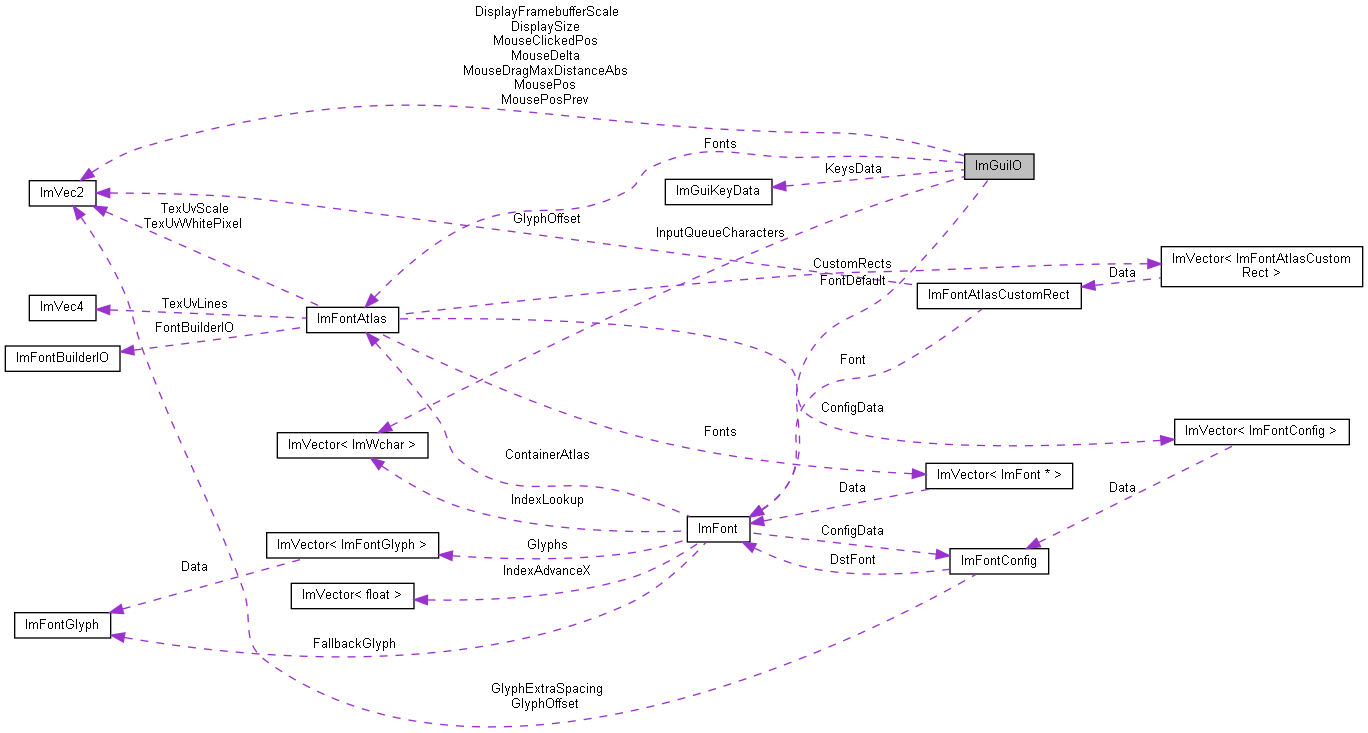 DisplayFramebufferScale
DisplaySize
MouseClickedPos
MouseDelta
MouseDragMaxDistanceAbs
MousePos
MousePosPrev
Fonts
ImGuiIO
KeysData
ImGuiKeyData
ImVec2
TexUvScale
TexUvWhitePixel
GlyphOffset
InputQueueCharacters
CustomRects
FontDefault
ImVector< ImFontAtlasCustom
Rect >
Data
ImFontAtlasCustomRect
ImVec4
TexUvLines
ImFontAtlas
FontBuilderIO
ImFontBuilderIO
Font
ConfigData
ImVector< ImWchar >
Fonts
ImVector< ImFontConfig >
ContainerAtlas
ImVector< ImFont * >
Data
Data
IndexLookup
ImFont
ConfigData
ImVector< ImFontGlyph >
Glyphs
DstFont
ImFontConfig
Data
IndexAdvanceX
ImVector< float >
ImFontGlyph
FallbackGlyph
GlyphExtraSpacing
GlyphOffset